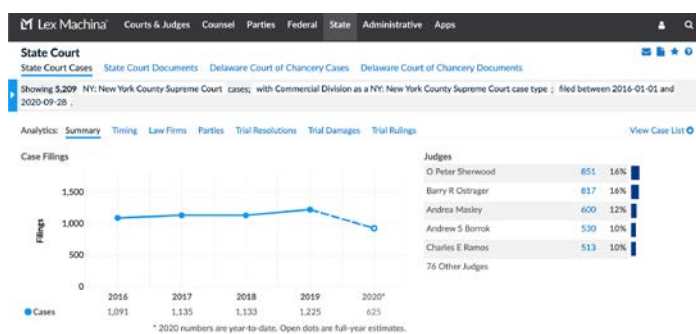 Lex Machina Courts & Judges Counsel Parties Federal State Administrative Apps
State Court
State Court Cases State Court Documents Delaware Court of Chancery Cases Delaware Court of Chancery Documents
Showing 5,209 NY: New York County Supreme Court cases; with Commercial Division as a NY: New York County Supreme Court case type ; filed between 2016-01-01 and
2020-09-28 ,
Analytics: Summary Timing Law Firms Parties Trial Resolutions Trial Damages Trial Rulings View Case List
Case Filings
Filings
1,500
1,000
500
0
2016 2017 2018 2019 2020*
Cases 1,091 1,135 1,133 1,225 625
* 2020 numbers are year-to-date. Open dots are full-year estimates.
Judges
O Peter Sherwood 851 16%
Barry R Ostrager 817 16%
Andrea Masley 600 12%
Andrew S Borrok 530 10%
Charles E Ramos 513 10%
76 Other Judges